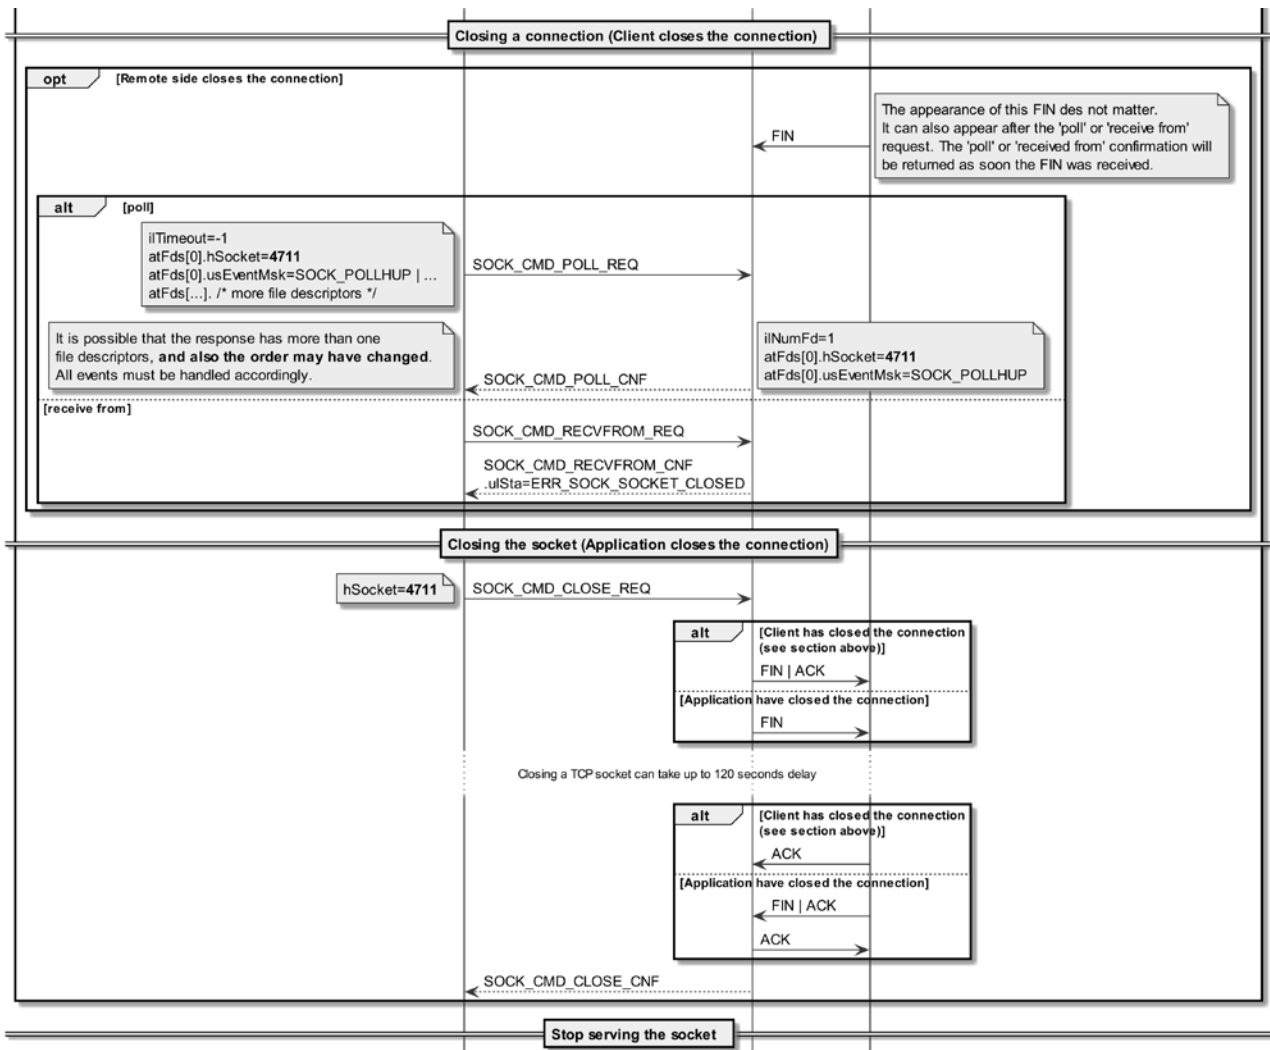 Closing a connection (Client closes the connection)
opt [Remote side closes the connection]
The appearance of this FIN des not matter.
It can also appear after the 'poll' or 'receive from'
request. The 'poll' or 'received from' confirmation will
be returned as soon the FIN was received.
FIN
alt [poll]
ilTimeout=-1
atFds[0].hSocket=4711
atFds[0].usEventMsk=SOCK_POLLHUP | ...
atFds[...]. /* more file descriptors */
SOCK_CMD_POLL_REQ
It is possible that the response has more than one
file descriptors, and also the order may have changed.
All events must be handled accordingly.
ilNumFd=1
atFds[0].hSocket=4711
atFds[0].usEventMsk=SOCK_POLLHUP
SOCK_CMD_POLL_CNF
[receive from]
SOCK_CMD_RECVFROM_REQ
SOCK_CMD_RECVFROM_CNF
.ulSta=ERR_SOCK_SOCKET_CLOSED
Closing the socket (Application closes the connection)
hSocket=4711
SOCK_CMD_CLOSE_REQ
alt [Client has closed the connection
(see section above)]
FIN | ACK
[Application have closed the connection]
FIN
Closing a TCP socket can take up to 120 seconds delay
alt [Client has closed the connection
(see section above)]
ACK
[Application have closed the connection]
FIN | ACK
ACK
SOCK_CMD_CLOSE_CNF
Stop serving the socket